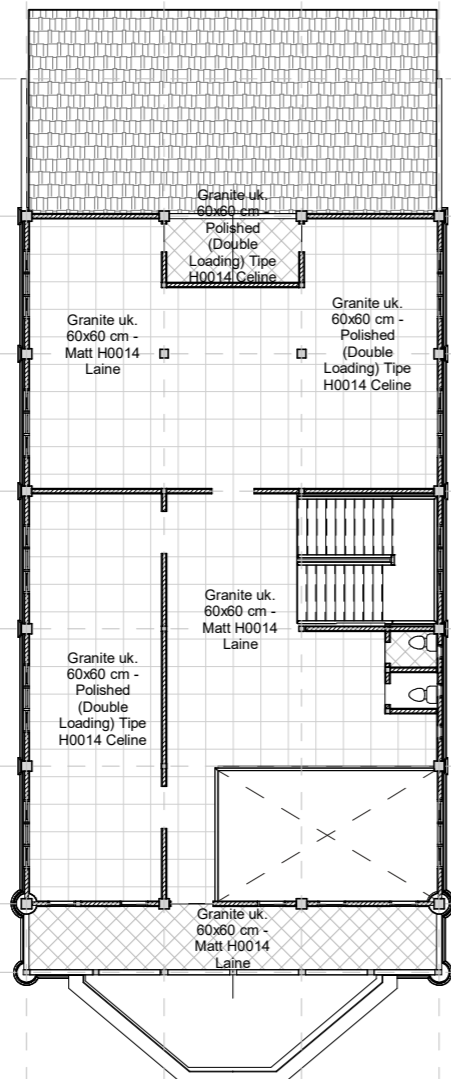 Granite uk.
60x60 cm -
Polished
(Double
Loading) Tipe
H0014 Celine
Granite uk.
60x60 cm -
Matt H0014
Laine
Granite uk.
60x60 cm -
Polished
(Double
Loading) Tipe
H0014 Celine
Granite uk.
60x60 cm -
Matt H0014
Laine
Granite uk.
60x60 cm -
Polished
(Double
Loading) Tipe
H0014 Celine
Granite uk.
60x60 cm -
Matt H0014
Laine